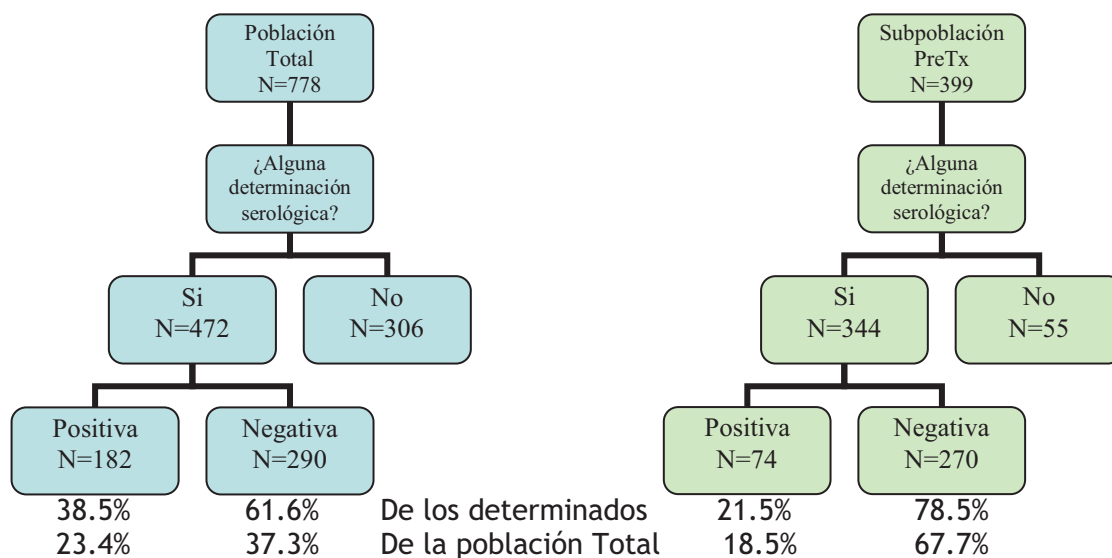 Población
Total
N=778
Subpoblación
PreTx
N=399
¿Alguna
determinación
serológica?
¿Alguna
determinación
serológica?
Si
N=472
No
N=306
Si
N=344
No
N=55
Positiva
N=182
Negativa
N=290
Positiva
N=74
Negativa
N=270
38.5% 61.6% De los determinados 21.5% 78.5%
23.4% 37.3% De la población Total 18.5% 67.7%